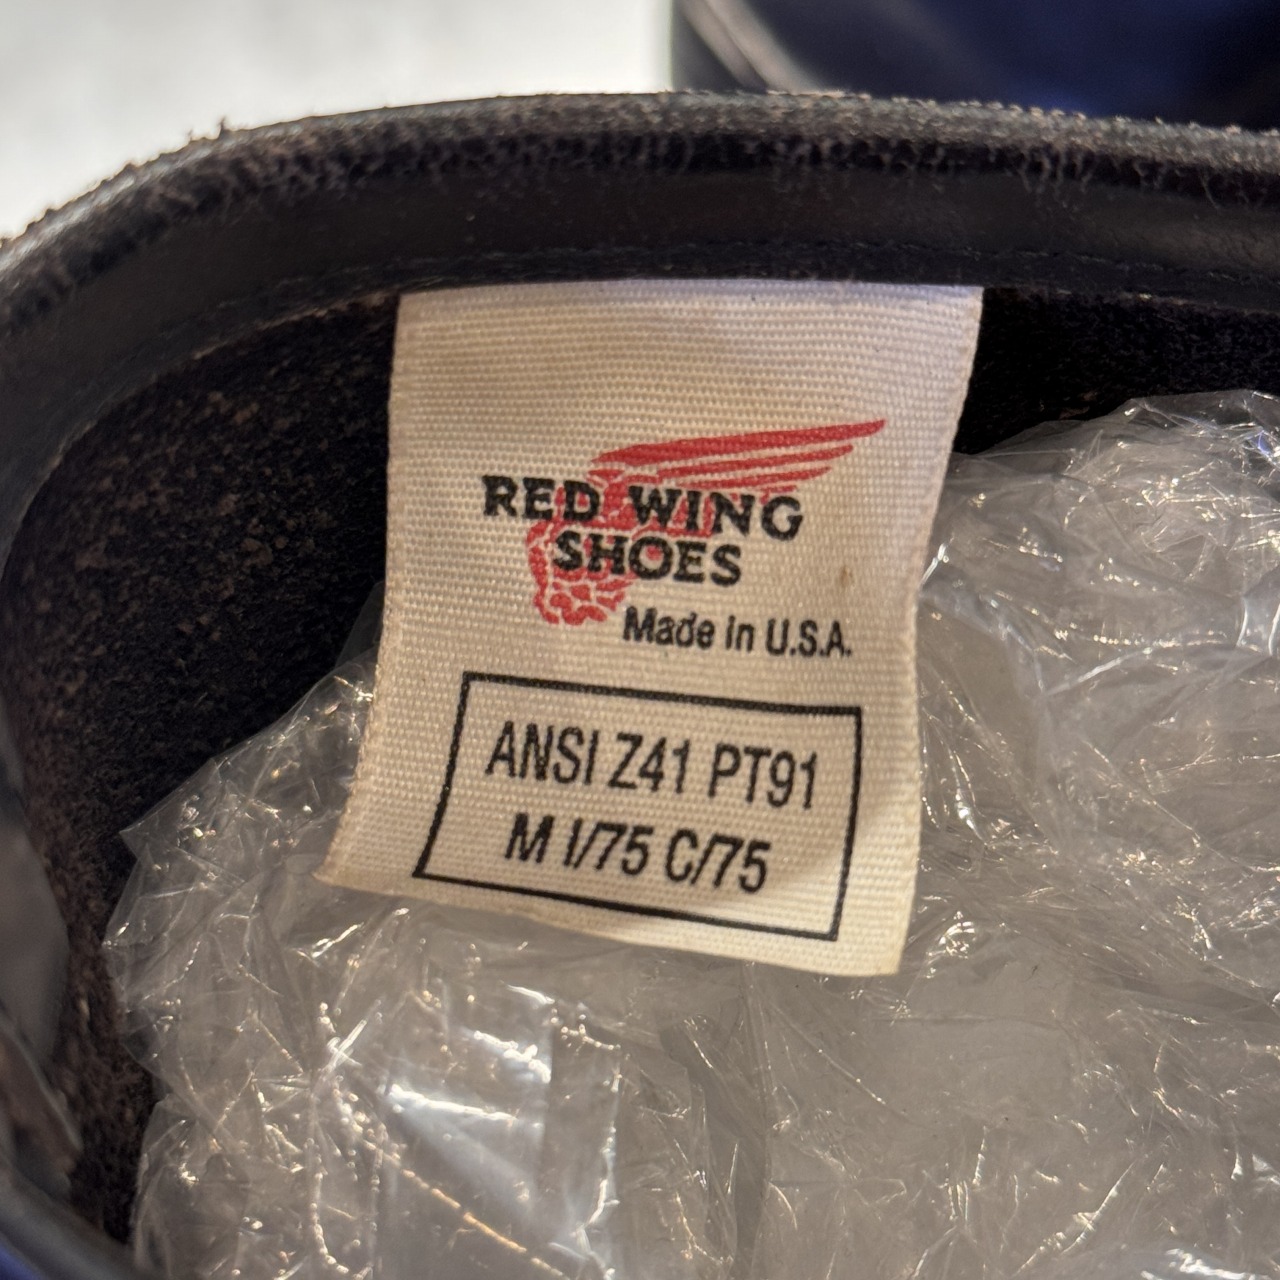 RED WING
SHOES
Made in U.S.A.
ANSI Z41 PT91
M I/75 C/75